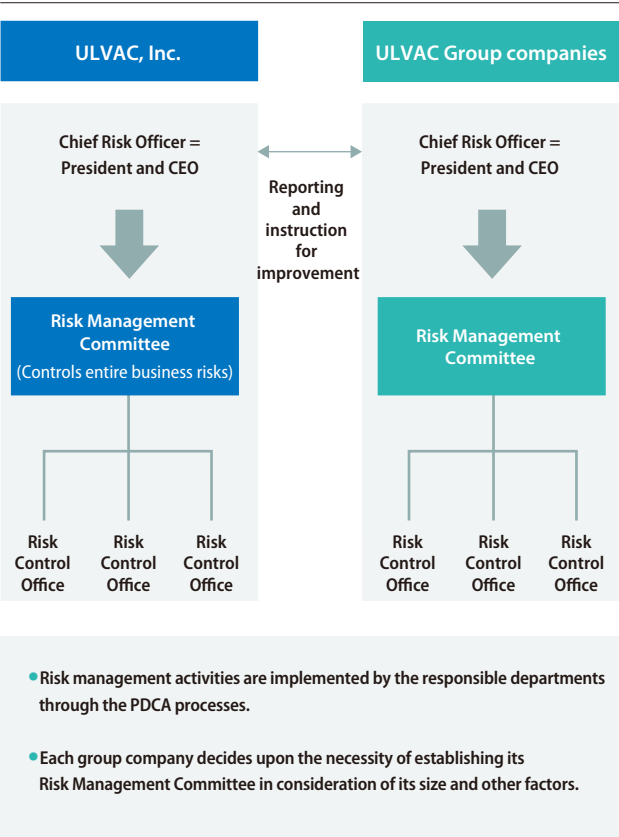 ULVAC, Inc.
ULVAC Group companies
Chief Risk Officer =
President and CEO
Reporting
and
instruction
for
improvement
Chief Risk Officer =
President and CEO
Risk Management
Committee
(Controls entire business risks)
Risk Management
Committee
Risk
Control
Office
Risk
Control
Office
Risk
Control
Office
Risk
Control
Office
Risk
Control
Office
Risk
Control
Office
•Risk management activities are implemented by the responsible departments
through the PDCA processes.
•Each group company decides upon the necessity of establishing its
Risk Management Committee in consideration of its size and other factors.